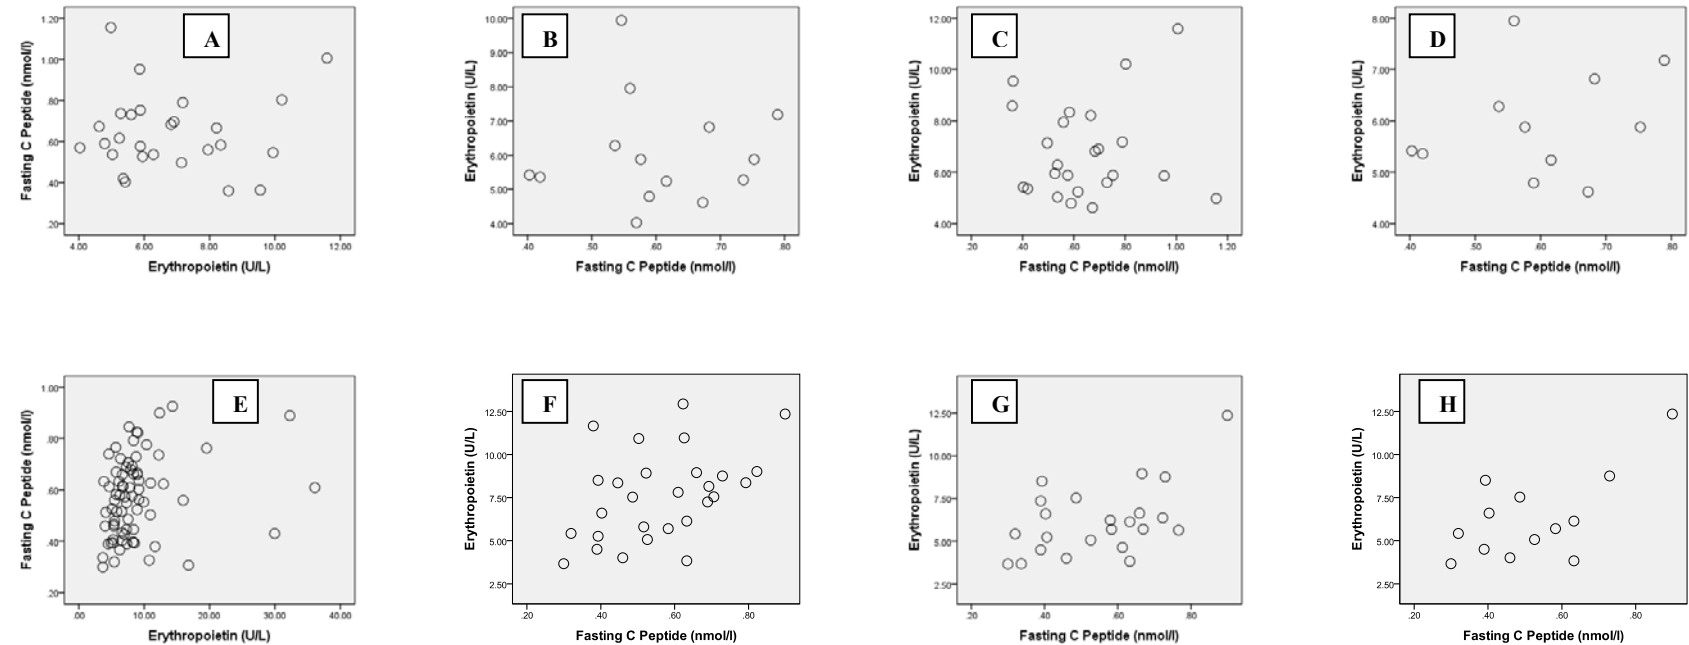 A
Fasting C Peptide (nmol/l)
1.20
1.00
.80
.60
.40
.20
4.00 6.00 8.00 10.00 12.00
Erythropoietin (U/L)
B
Erythropoietin (U/L)
10.00
9.00
8.00
7.00
6.00
5.00
4.00
.40 .50 .60 .70 .80
Fasting C Peptide (nmol/l)
C
Erythropoietin (U/L)
12.00
10.00
8.00
6.00
4.00
.20 .40 .60 .80 1.00 1.20
Fasting C Peptide (nmol/l)
D
Erythropoietin (U/L)
8.00
7.00
6.00
5.00
4.00
.40 .50 .60 .70 .80
Fasting C Peptide (nmol/l)
E
Fasting C Peptide (nmol/l)
1.00
.80
.60
.40
.20
.00 10.00 20.00 30.00 40.00
Erythropoietin (U/L)
F
Erythropoietin (U/L)
12.50
10.00
7.50
5.00
2.50
.20 .40 .60 .80
Fasting C Peptide (nmol/l)
G
Erythropoietin (U/L)
12.50
10.00
7.50
5.00
2.50
.20 .40 .60 .80
Fasting C Peptide (nmol/l)
H
Erythropoietin (U/L)
12.50
10.00
7.50
5.00
2.50
.20 .40 .60 .80
Fasting C Peptide (nmol/l)